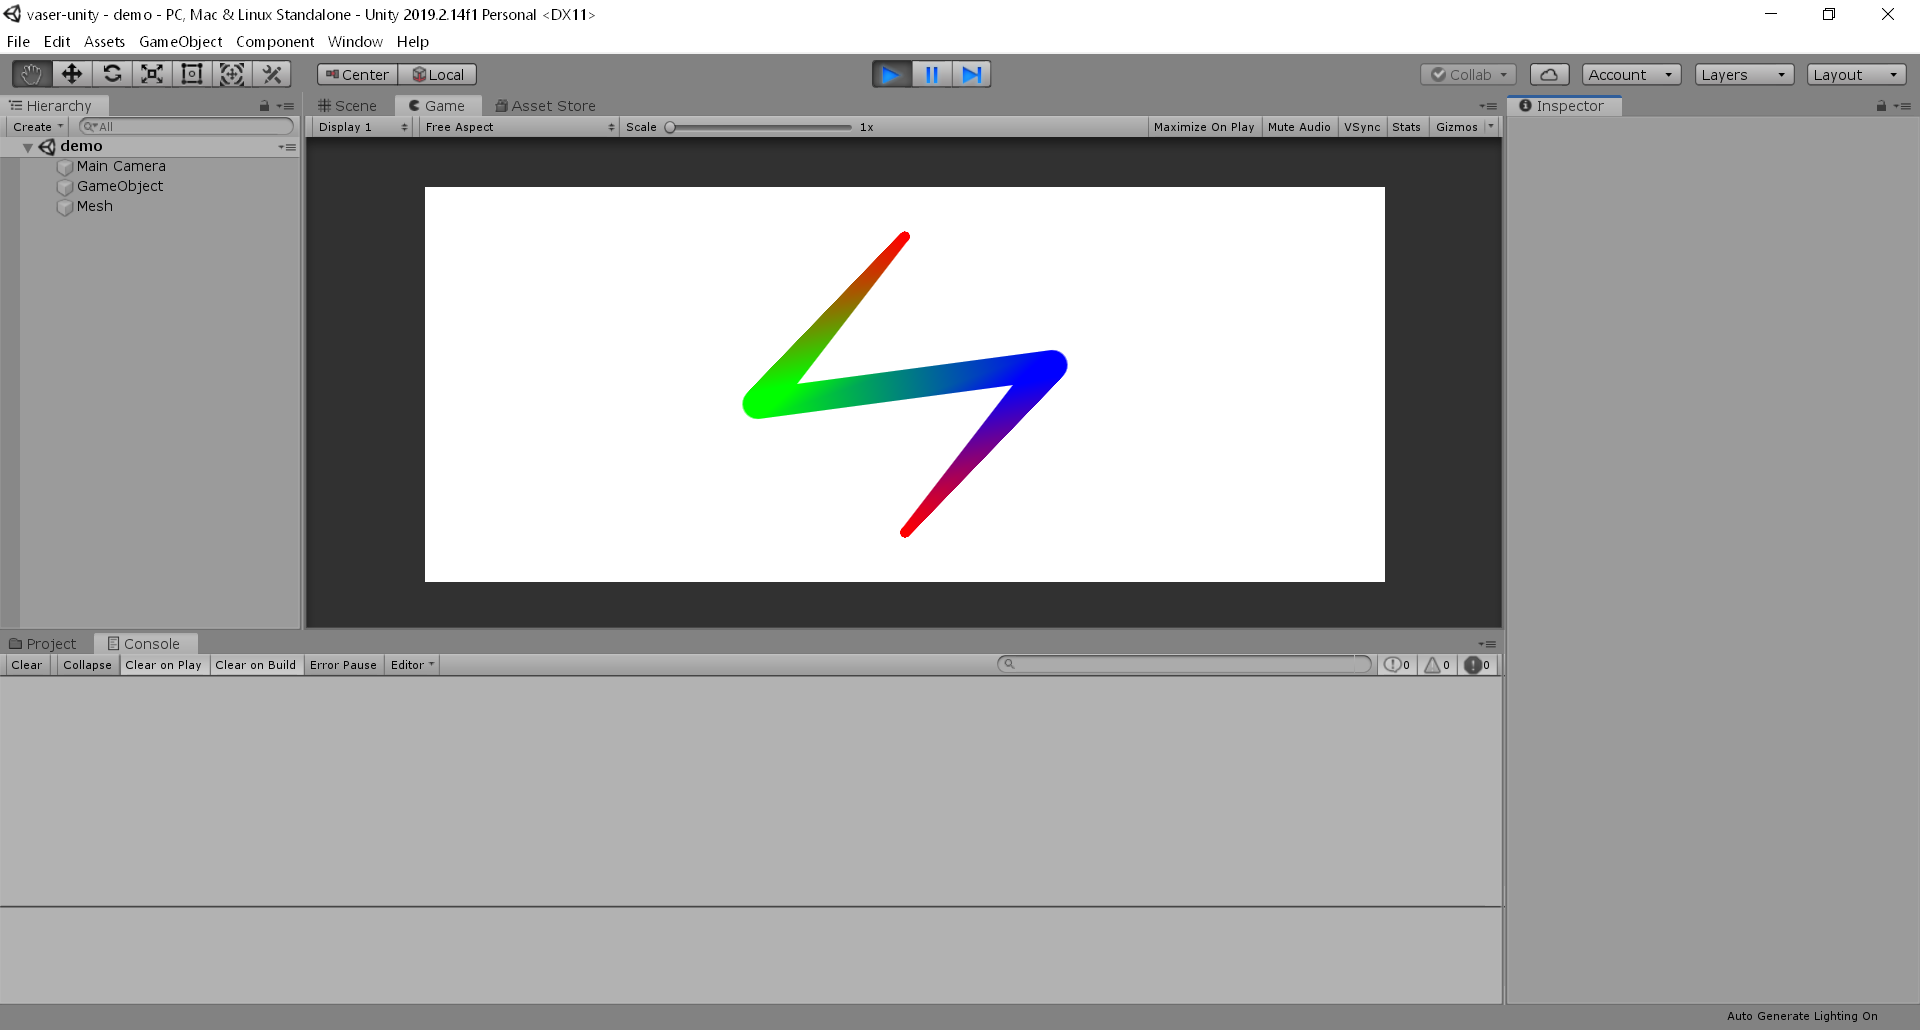 vaser-unity - demo - PC, Mac & Linux Standalone - Unity 2019.2.14f1 Personal <DX11>
File Edit Assets GameObject Component Window Help
Center Local Collab Account Layers Layout
Hierarchy Scene Game Asset Store Inspector
Create All Display 1 Free Aspect Scale 1x Maximize On Play Mute Audio VSync Stats Gizmos
demo
Main Camera
GameObject
Mesh
Project Console
Clear Collapse Clear on Play Clear on Build Error Pause Editor 0 0 0
Auto Generate Lighting On